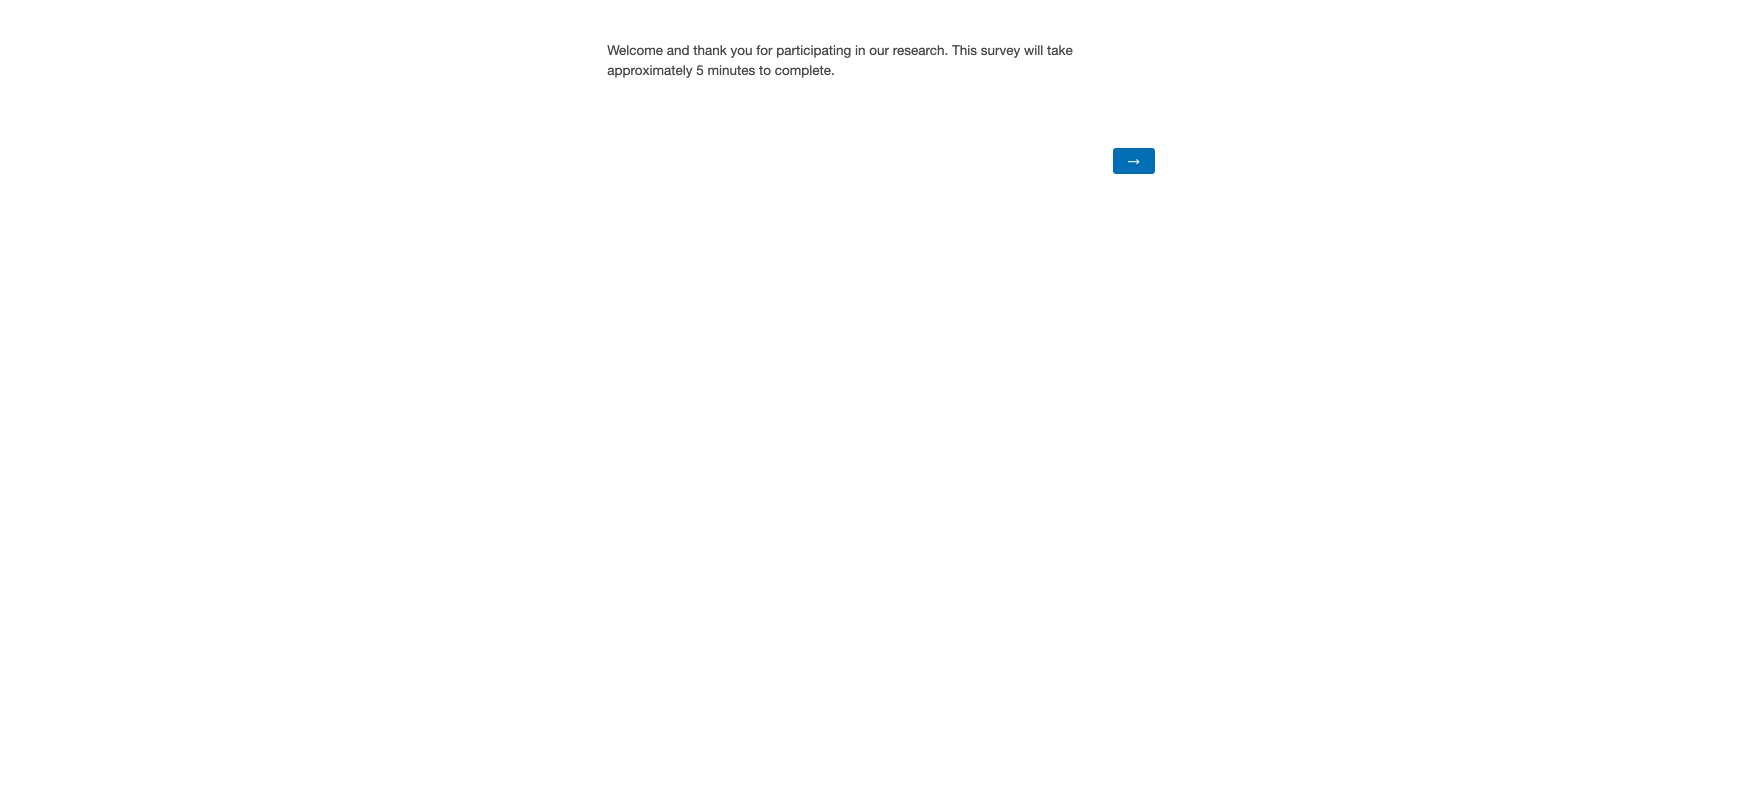 Welcome and thank you for participating in our research. This survey will take
approximately 5 minutes to complete.
→